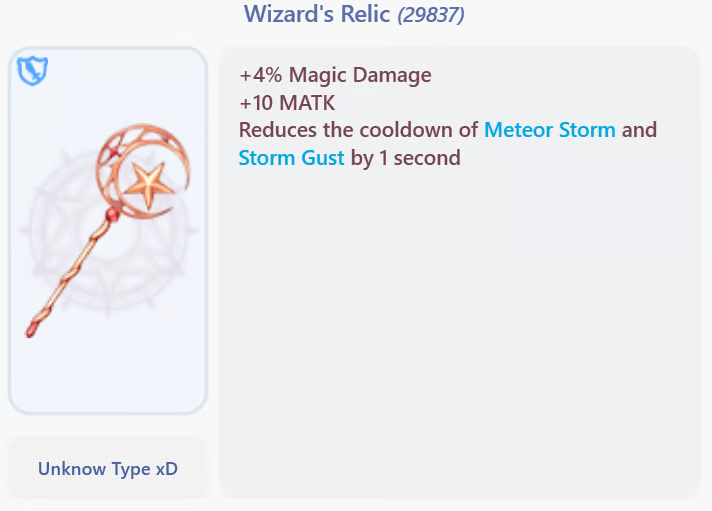 Wizard's Relic (29837)
+4% Magic Damage
+10 MATK
Reduces the cooldown of Meteor Storm and
Storm Gust by 1 second
Unknow Type xD